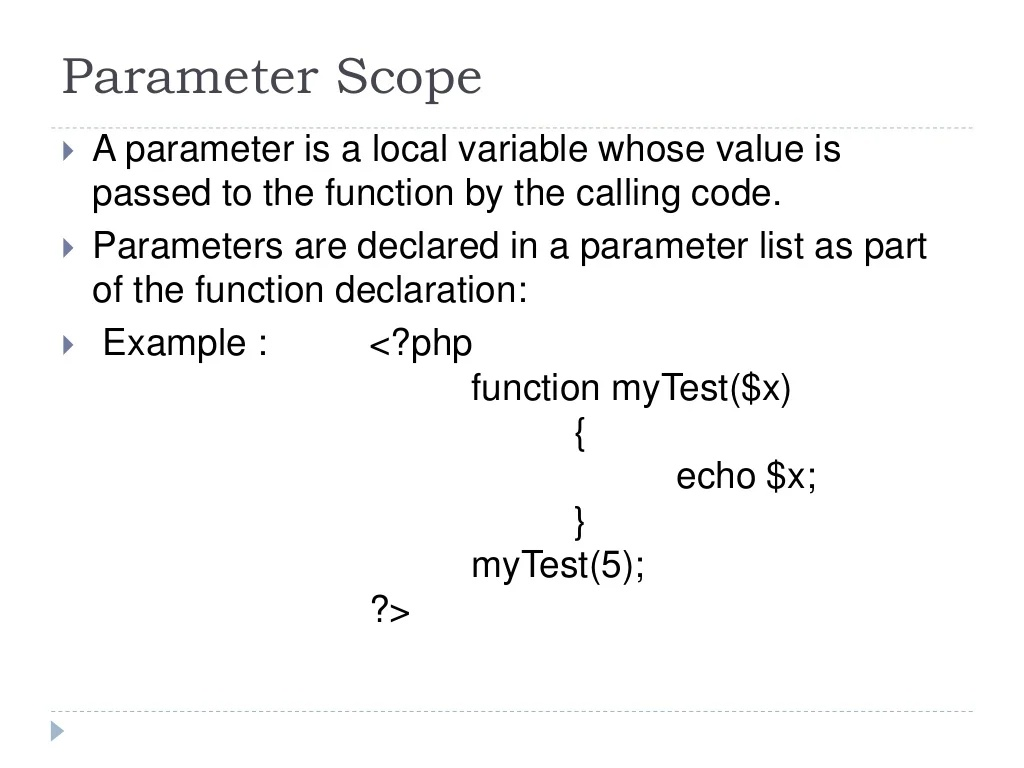 Parameter Scope
A parameter is a local variable whose value is
passed to the function by the calling code.
Parameters are declared in a parameter list as part
of the function declaration:
Example : <?php
function myTest($x)
{
echo $x;
}
myTest(5);
?>